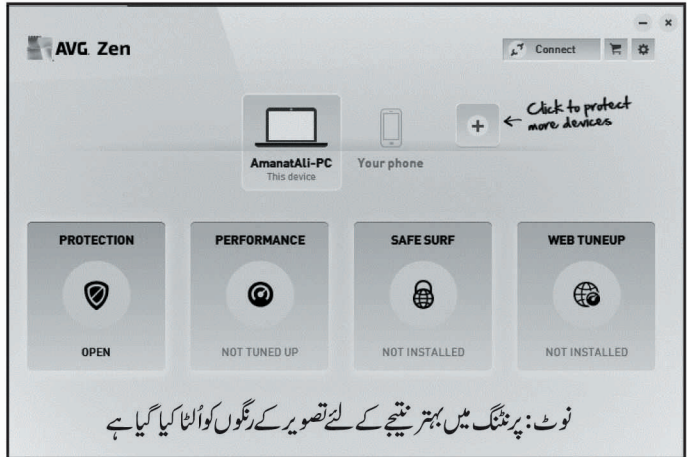 AVG Zen
Connect
Click to protect
more devices
AmanatAli-PC
This device
Your phone
PROTECTION
PERFORMANCE
SAFE SURF
WEB TUNEUP
OPEN
NOT TUNED UP
NOT INSTALLED
NOT INSTALLED
نوٹ: پرنٹنگ میں بہتر نتیجے کے لئے تصویر کے رنگوں کو اُلٹا کیا گیا ہے